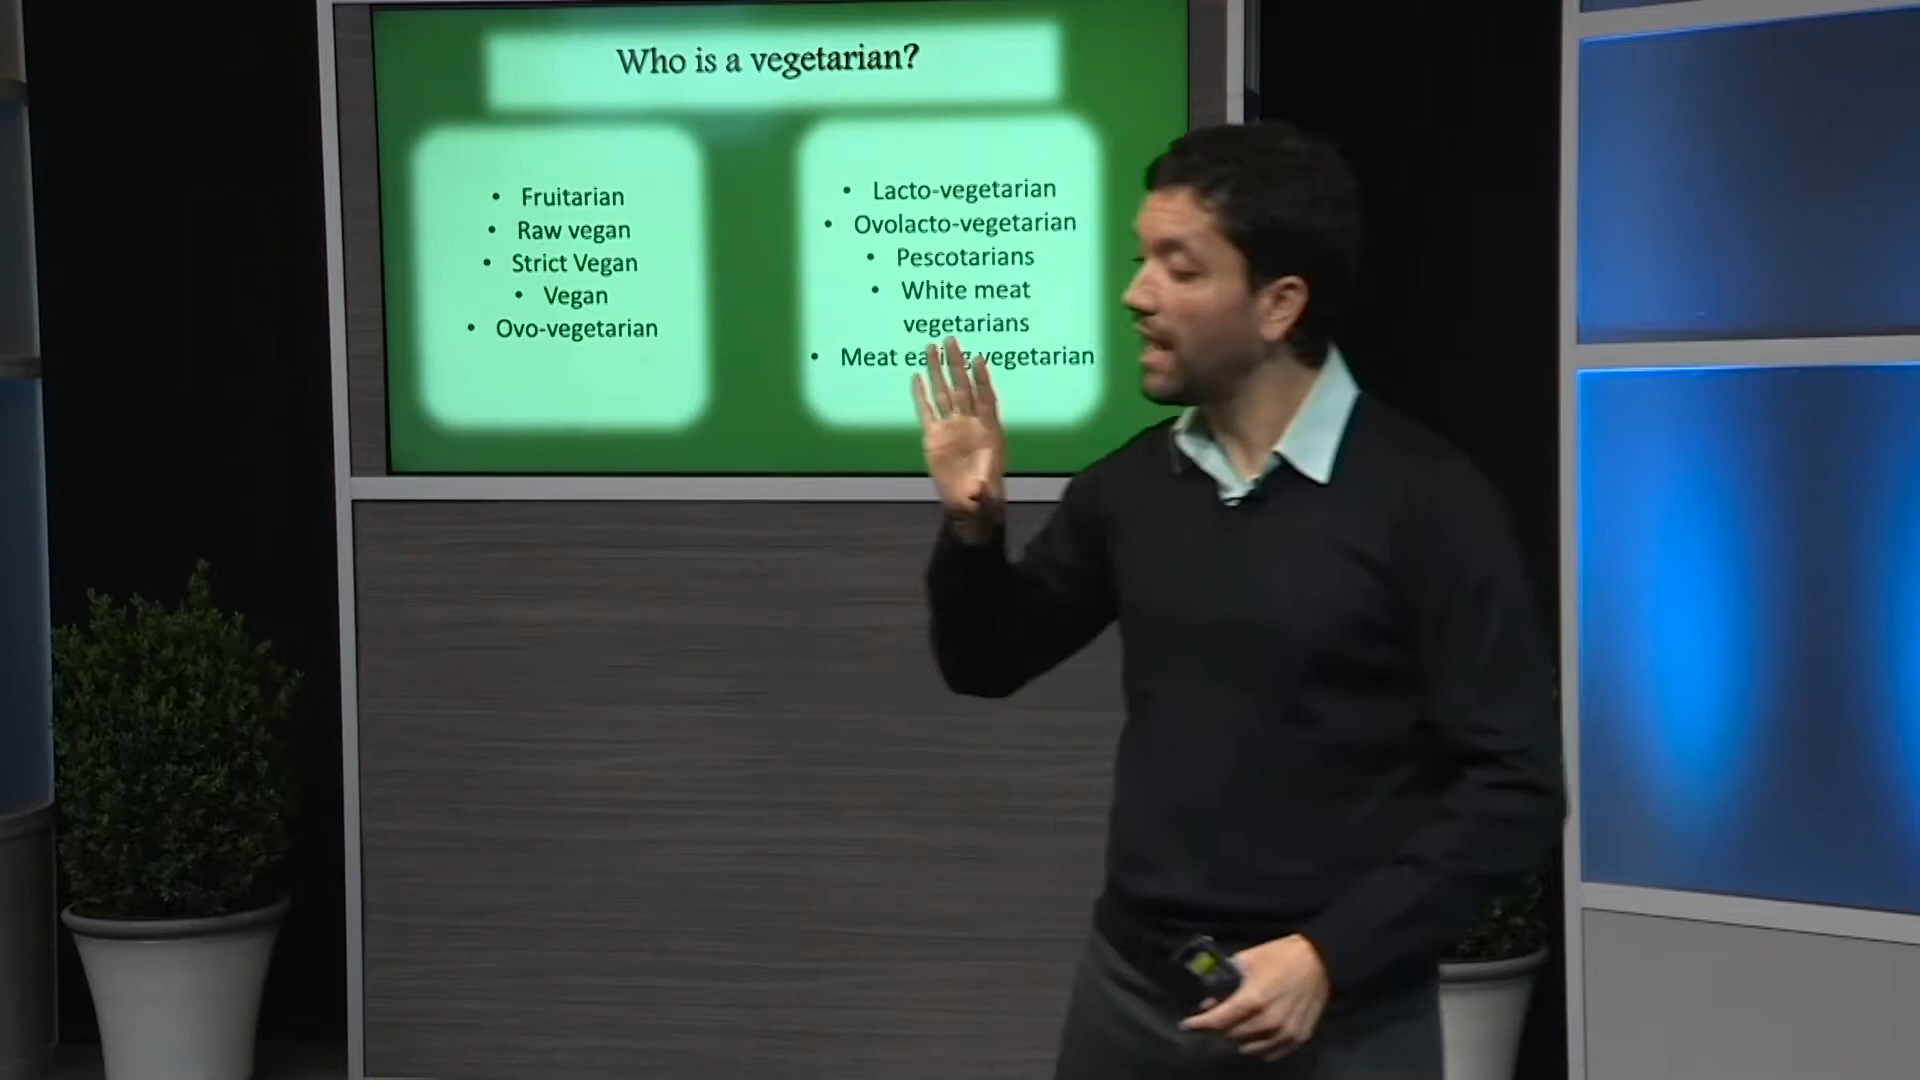 Who is a vegetarian?
• Fruitarian
• Raw vegan
• Strict Vegan
• Vegan
• Ovo-vegetarian
• Lacto-vegetarian
• Ovolacto-vegetarian
• Pescotarians
• White meat
vegetarians
• Meat eating vegetarian